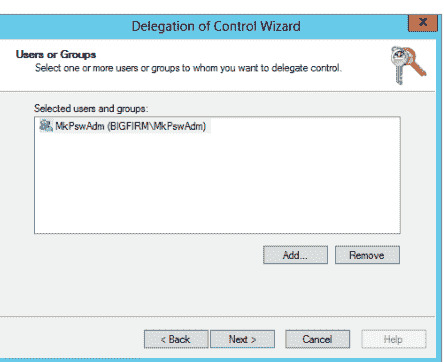 Delegation of Control Wizard
X
Users or Groups
Select one or more users or groups to whom you want to delegate control.
Selected users and groups:
MkPswAdm (BIGFIRM\MkPswAdm)
Add... Remove
< Back Next > Cancel Help